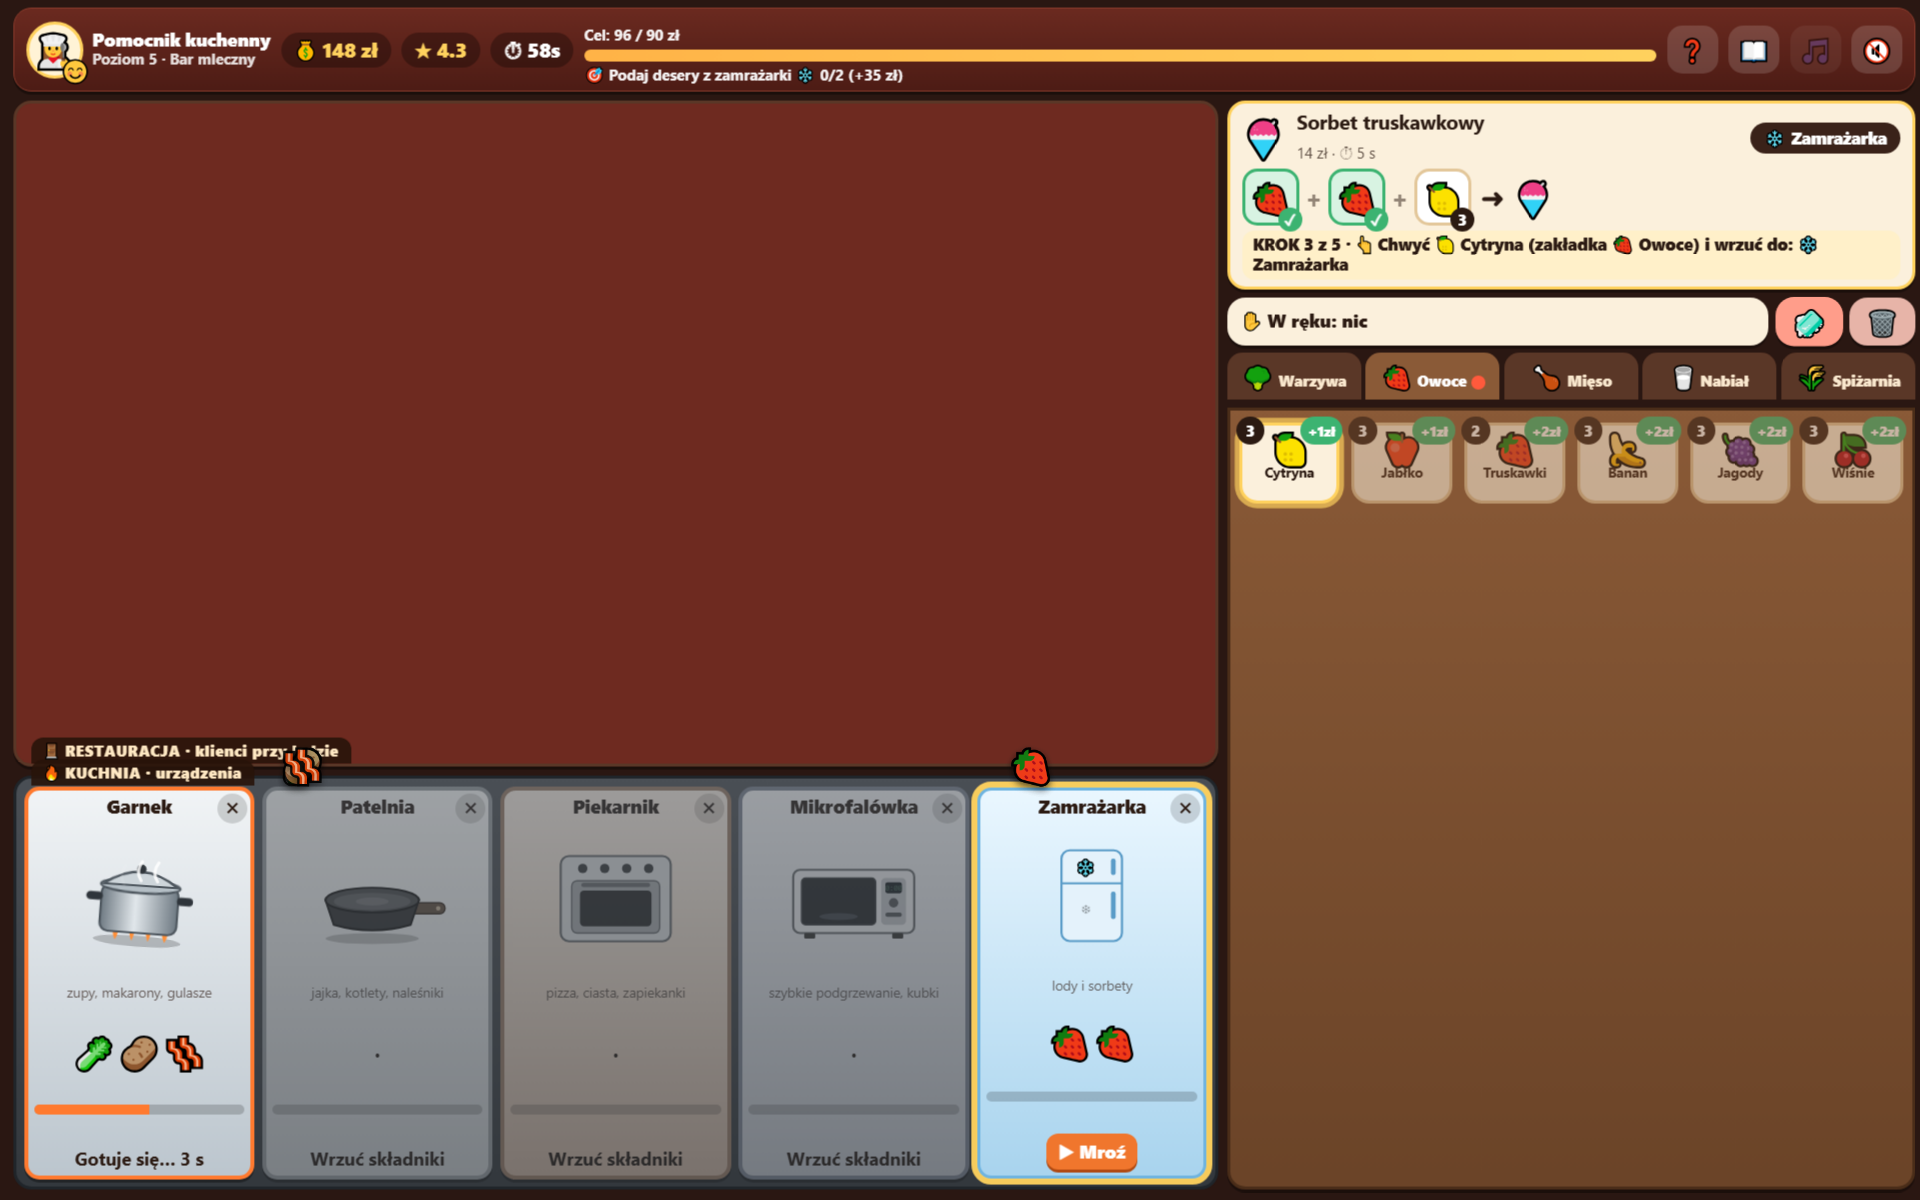 Pomocnik kuchenny
Poziom 5 · Bar mleczny
148 zł
★ 4.3
58s
Cel: 96 / 90 zł
Podaj desery z zamrażarki 0/2 (+35 zł)
?
Sorbet truskawkowy
14 zł · 5 s
Zamrażarka
+ + 3 →
KROK 3 z 5 · Chwyć Cytryna (zakładka Owoce) i wrzuć do:
Zamrażarka
W ręku: nic
Warzywa
Owoce
Mięso
Nabiał
Spiżarnia
3 +1zł Cytryna
3 +1zł Jabłko
2 +2zł Truskawki
3 +2zł Banan
3 +2zł Jagody
3 +2zł Wiśnie
RESTAURACJA · klienci przy
KUCHNIA · urządzenia
Garnek
zupy, makarony, gulasze
Gotuje się... 3 s
Patelnia
jajka, kotlety, naleśniki
·
Wrzuć składniki
Piekarnik
pizza, ciasta, zapiekanki
·
Wrzuć składniki
Mikrofalówka
szybkie podgrzewanie, kubki
·
Wrzuć składniki
Zamrażarka
lody i sorbety
▶ Mroź